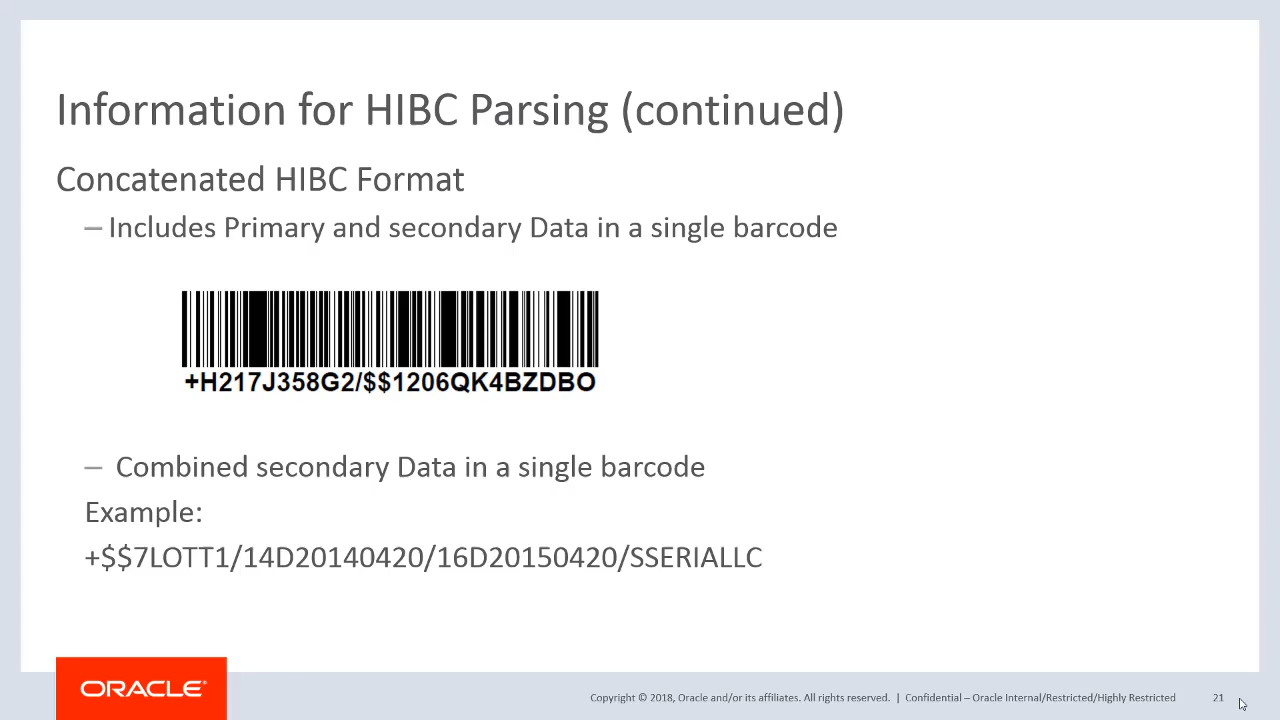 Information for HIBC Parsing (continued)
Concatenated HIBC Format
– Includes Primary and secondary Data in a single barcode
+H217J358G2/$$1206QK4BZDBO
– Combined secondary Data in a single barcode
Example:
+$$7LOTT1/14D20140420/16D20150420/SSERIALLC
ORACLE®
Copyright © 2018, Oracle and/or its affiliates. All rights reserved. | Confidential – Oracle Internal/Restricted/Highly Restricted 21